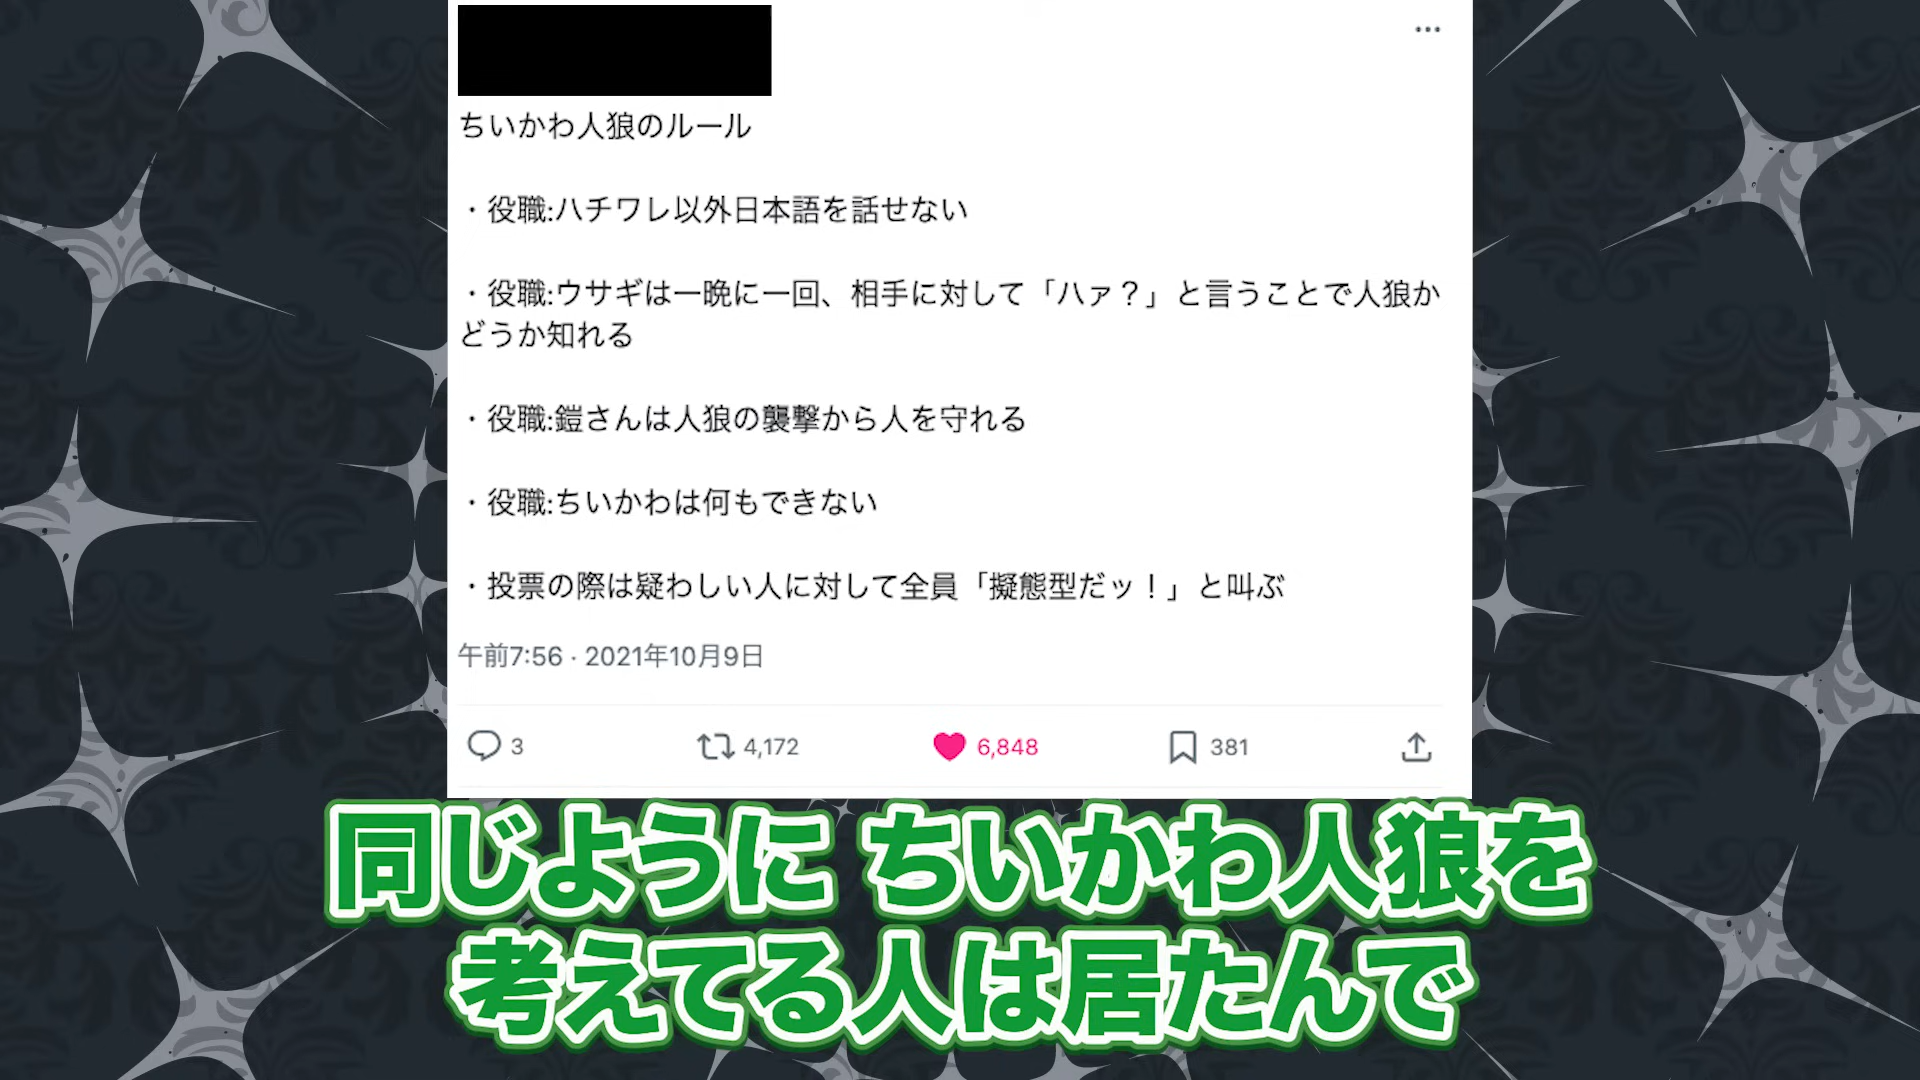 ちいかわ人狼のルール
・役職:ハチワレ以外日本語を話せない
・役職:ウサギは一晩に一回、相手に対して「ハァ？」と言うことで人狼か
どうか知れる
・役職:鎧さんは人狼の襲撃から人を守れる
・役職:ちいかわは何もできない
・投票の際は疑わしい人に対して全員「擬態型だッ！」と叫ぶ
午前7:56 · 2021年10月9日
3 4,172 6,848 381
同じように ちいかわ人狼を
考えてる人は居たんで